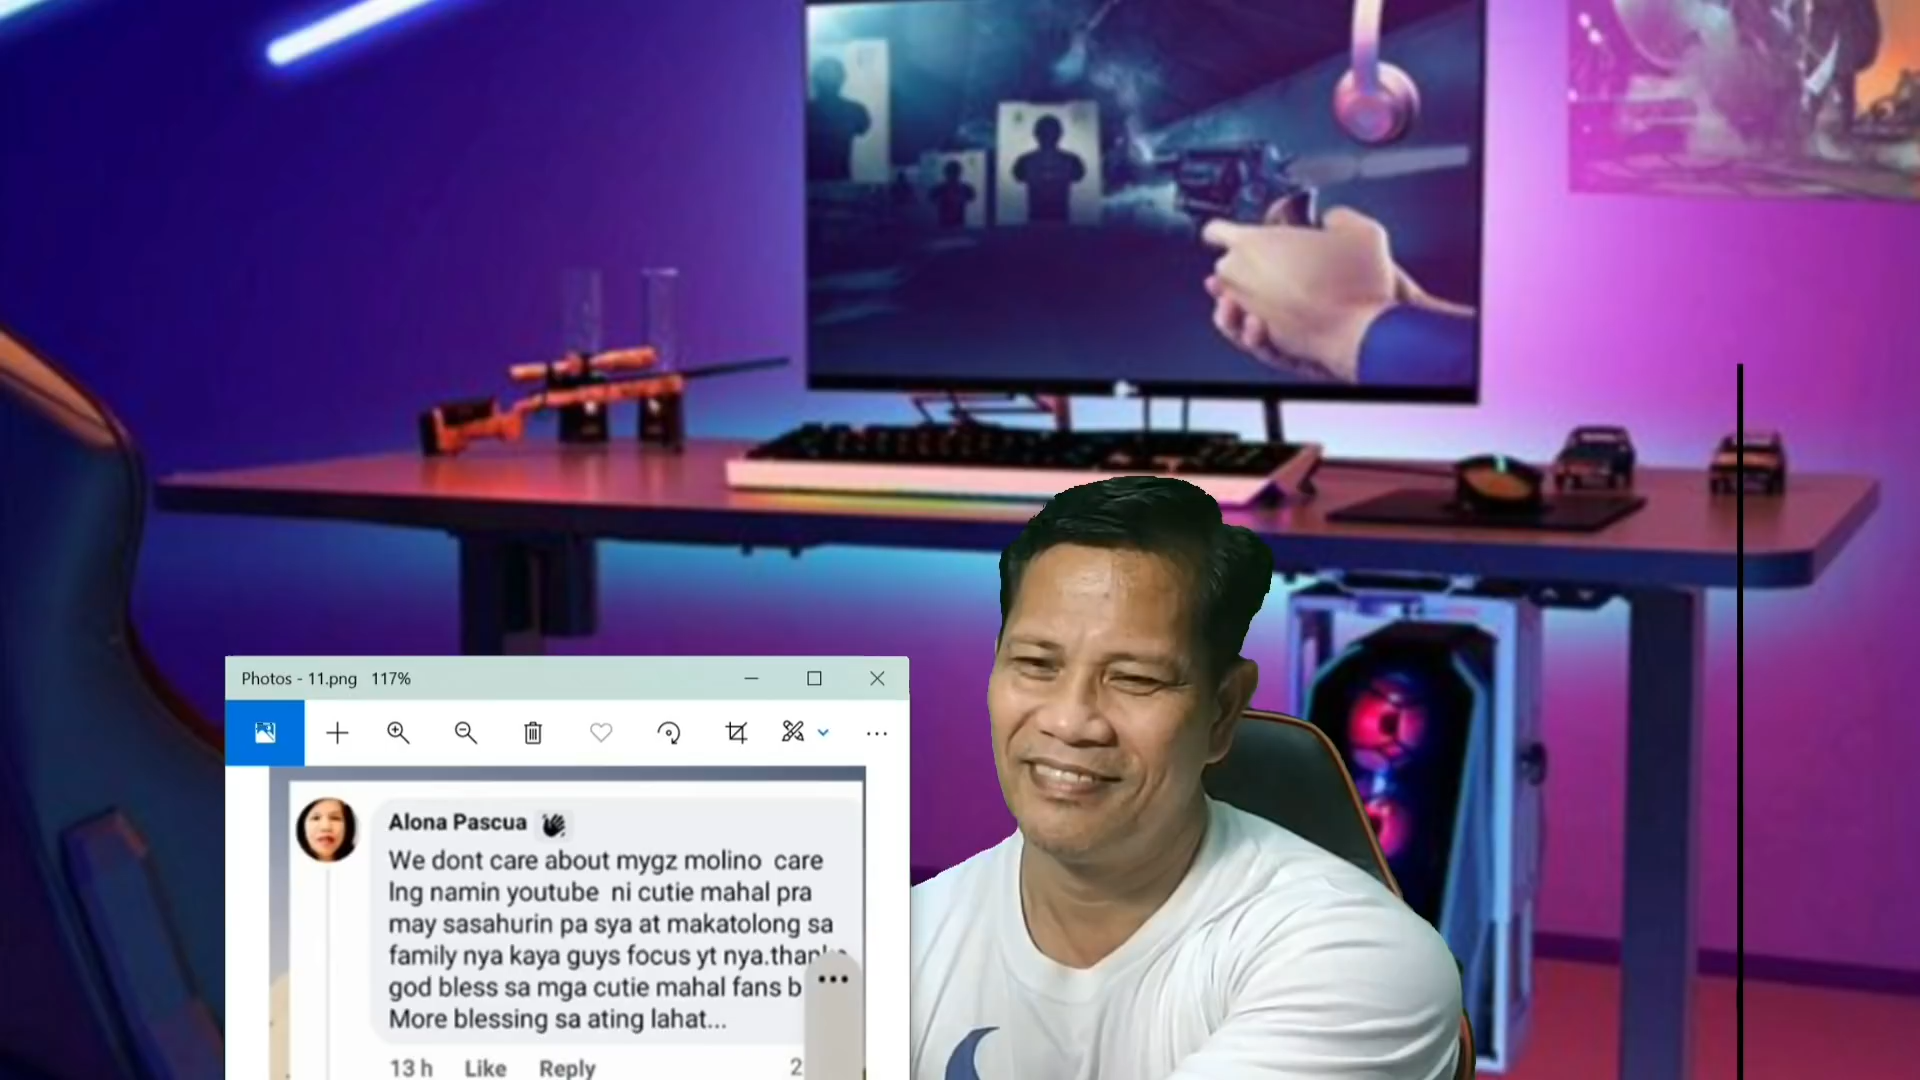 Photos - 11.png 117%
Alona Pascua
We dont care about mygz molino care
lng namin youtube ni cutie mahal pra
may sasahurin pa sya at makatolong sa
family nya kaya guys focus yt nya.
god bless sa mga cutie mahal fans
More blessing sa ating lahat...
13 h Like Reply 2